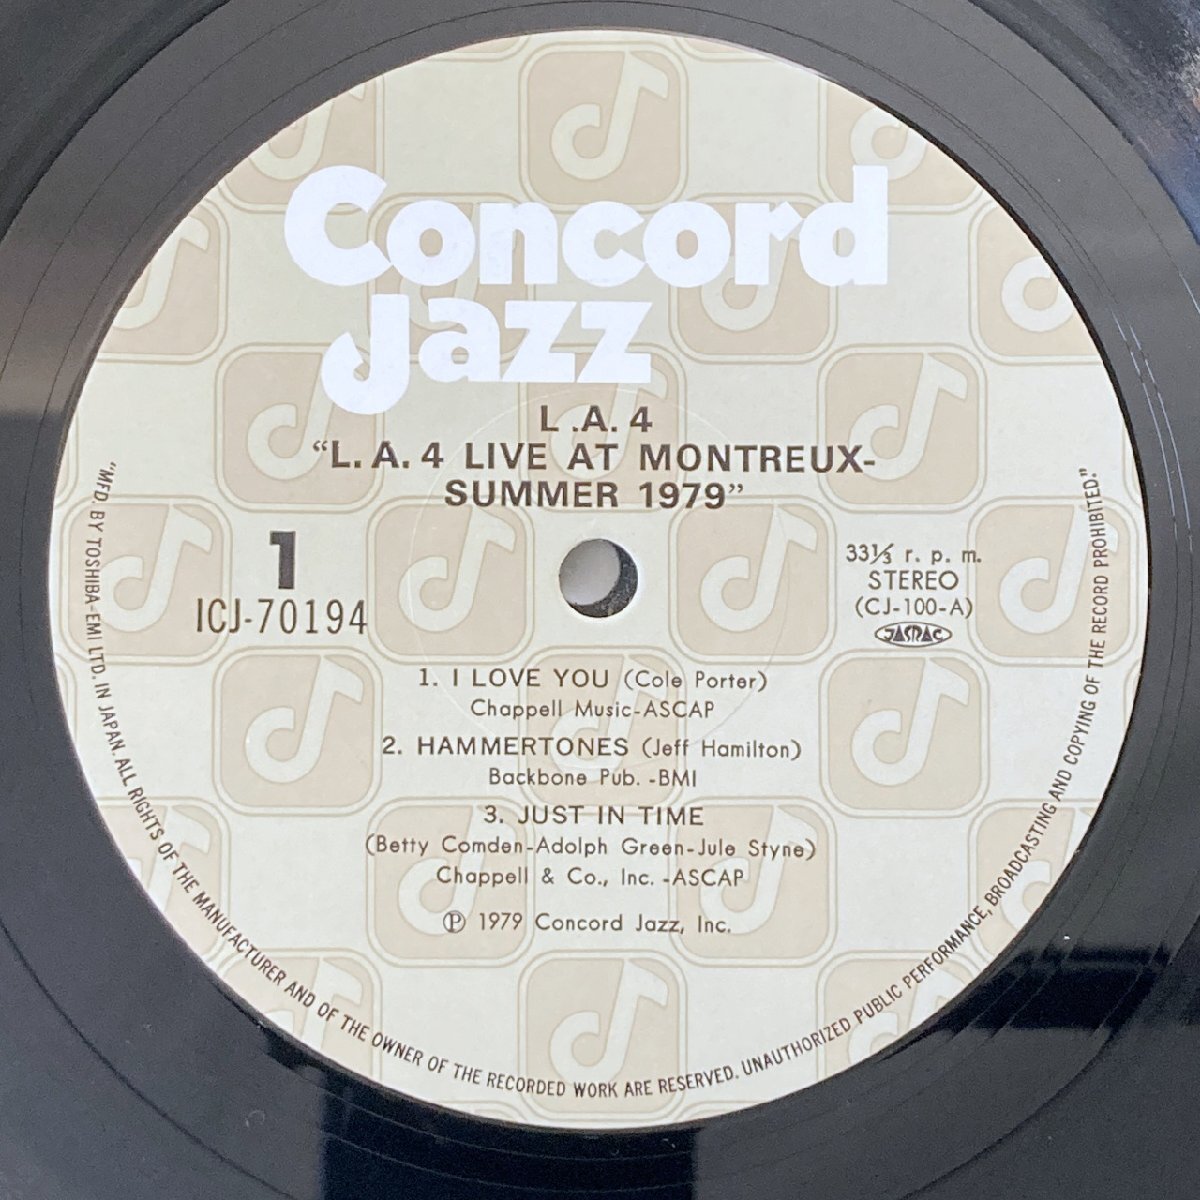 Concord
Jazz
L .A. 4
“L. A. 4 LIVE AT MONTREUX-
SUMMER 1979”
1
ICJ-70194
33⅓ r. p. m.
STEREO
(CJ-100-A)
JASRAC
1. I LOVE YOU (Cole Porter)
Chappell Music-ASCAP
2. HAMMERTONES (Jeff Hamilton)
Backbone Pub. -BMI
3. JUST IN TIME
(Betty Comden-Adolph Green-Jule Styne)
Chappell & Co., Inc. -ASCAP
Ⓟ 1979 Concord Jazz, Inc.
“MFD. BY TOSHIBA-EMI LTD. IN JAPAN. ALL RIGHTS OF THE MANUFACTURER AND OF THE OWNER OF THE RECORDED WORK ARE RESERVED. UNAUTHORIZED PUBLIC PERFORMANCE, BROADCASTING AND COPYING OF THE RECORD PROHIBITED.”